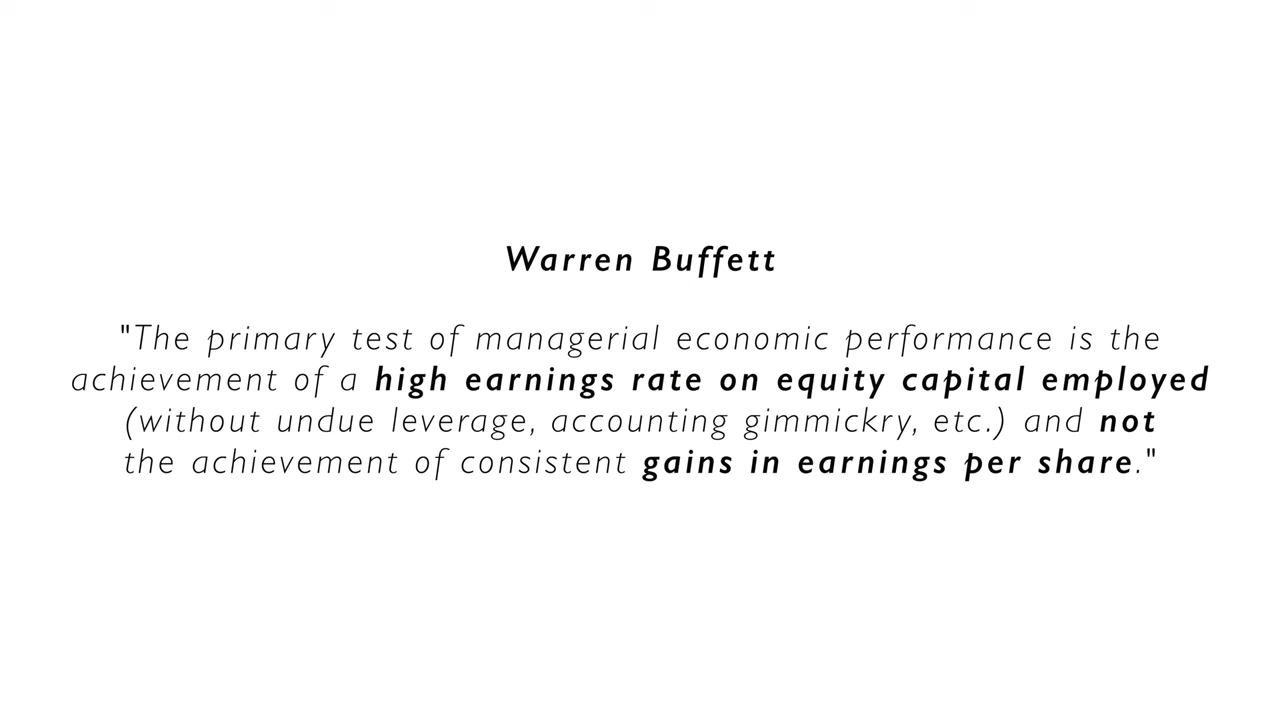 Warren Buffett
"The primary test of managerial economic performance is the
achievement of a high earnings rate on equity capital employed
(without undue leverage, accounting gimmickry, etc.) and not
the achievement of consistent gains in earnings per share."